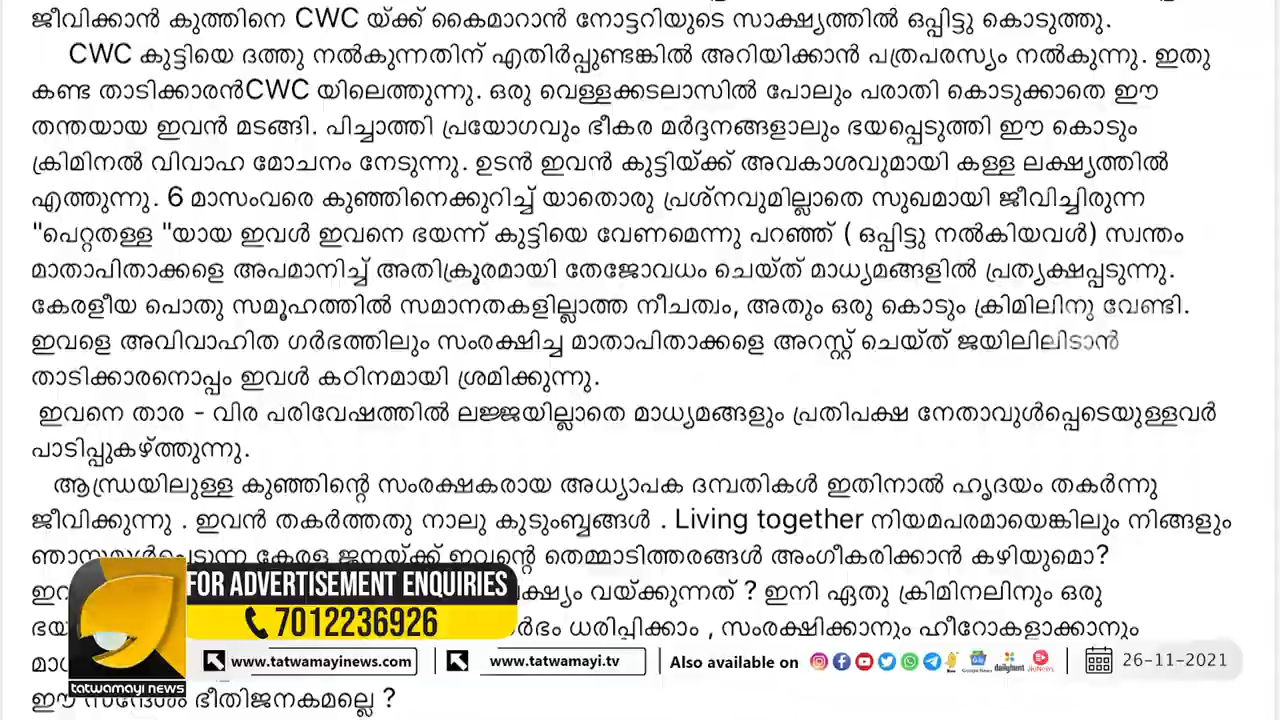 ജീവിക്കാൻ കുത്തിനെ CWC യ്ക്ക് കൈമാറാൻ നോട്ടറിയുടെ സാക്ഷ്യത്തിൽ ഒപ്പിട്ടു കൊടുത്തു.
CWC കുട്ടിയെ ദത്തു നൽകുന്നതിന് എതിർപ്പുണ്ടങ്കിൽ അറിയിക്കാൻ പത്രപരസ്യം നൽകുന്നു. ഇതു
കണ്ട താടിക്കാരൻCWC യിലെത്തുന്നു. ഒരു വെള്ളക്കടലാസിൽ പോലും പരാതി കൊടുക്കാതെ ഈ
തന്തയായ ഇവൻ മടങ്ങി. പിച്ചാത്തി പ്രയോഗവും ഭീകര മർദ്ദനങ്ങളാലും ഭയപ്പെടുത്തി ഈ കൊടും
ക്രിമിനൽ വിവാഹ മോചനം നേടുന്നു. ഉടൻ ഇവൻ കുട്ടിയ്ക്ക് അവകാശവുമായി കള്ള ലക്ഷ്യത്തിൽ
എത്തുന്നു. 6 മാസംവരെ കുഞ്ഞിനെക്കുറിച്ച് യാതൊരു പ്രശ്നവുമില്ലാതെ സുഖമായി ജീവിച്ചിരുന്ന
"പെറ്റതള്ള "യായ ഇവൾ ഇവനെ ഭയന്ന് കുട്ടിയെ വേണമെന്നു പറഞ്ഞ് ( ഒപ്പിട്ടു നൽകിയവൾ) സ്വന്തം
മാതാപിതാക്കളെ അപമാനിച്ച് അതിക്രൂരമായി തേജോവധം ചെയ്ത് മാധ്യമങ്ങളിൽ പ്രത്യക്ഷപ്പടുന്നു.
കേരളീയ പൊതു സമൂഹത്തിൽ സമാനതകളില്ലാത്ത നീചത്വം, അതും ഒരു കൊടും ക്രിമിലിനു വേണ്ടി.
ഇവളെ അവിവാഹിത ഗർഭത്തിലും സംരക്ഷിച്ച മാതാപിതാക്കളെ അറസ്റ്റ് ചെയ്ത് ജയിലിലിടാൻ
താടിക്കാരനൊപ്പം ഇവൾ കഠിനമായി ശ്രമിക്കുന്നു.
ഇവനെ താര - വിര പരിവേഷത്തിൽ ലജ്ജയില്ലാതെ മാധ്യമങ്ങളും പ്രതിപക്ഷ നേതാവുൾപ്പെടെയുള്ളവർ
പാടിപ്പുകഴ്ത്തുന്നു.
ആന്ധ്രയിലുള്ള കുഞ്ഞിന്റെ സംരക്ഷകരായ അധ്യാപക ദമ്പതികൾ ഇതിനാൽ ഹൃദയം തകർന്നു
ജീവിക്കുന്നു . ഇവൻ തകർത്തതു നാലു കുടുംബ്ബങ്ങൾ . Living together നിയമപരമായെങ്കിലും നിങ്ങളും
ഞാനുയുൾപ്പെടുന്ന കേരള ജനയ്ക്ക് ഇവന്റെ തെമ്മാടിത്തരങ്ങൾ അംഗീകരിക്കാൻ കഴിയുമൊ?
വയ്ക്കുന്നത് ? ഇനി ഏതു ക്രിമിനലിനും ഒരു
ധരിപ്പിക്കാം , സംരക്ഷിക്കാനും ഹീറോകളാക്കാനും
ഈ സന്ദേശം ഭീതിജനകമല്ലെ ?
FOR ADVERTISEMENT ENQUIRIES
7012236926
tatwamayi news
www.tatwamayinews.com
www.tatwamayi.tv
Also available on
26-11-2021